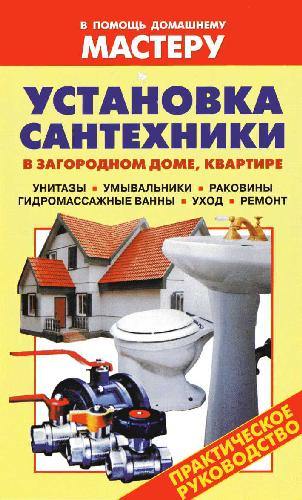 В ПОМОЩЬ ДОМАШНЕМУ
МАСТЕРУ
УСТАНОВКА
САНТЕХНИКИ
В ЗАГОРОДНОМ ДОМЕ, КВАРТИРЕ
УНИТАЗЫ ▪ УМЫВАЛЬНИКИ ▪ РАКОВИНЫ
ГИДРОМАССАЖНЫЕ ВАННЫ ▪ УХОД ▪ РЕМОНТ
ПРАКТИЧЕСКОЕ
РУКОВОДСТВО